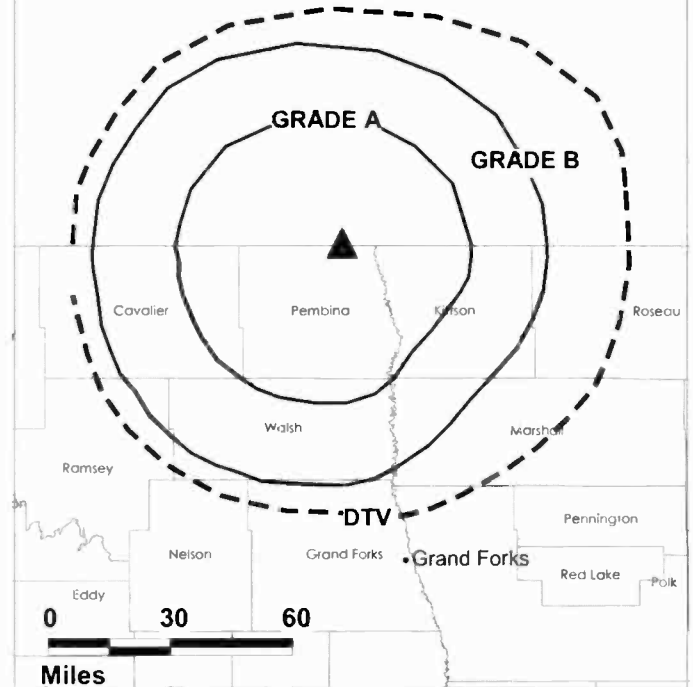 GRADE A
GRADE B
Cavalier
Pembina
Kittson
Roseau
Walsh
Marshall
Ramsey
DTV
Pennington
Nelson
Grand Forks
Grand Forks
Red Lake
Polk
Eddy
0 30 60
Miles